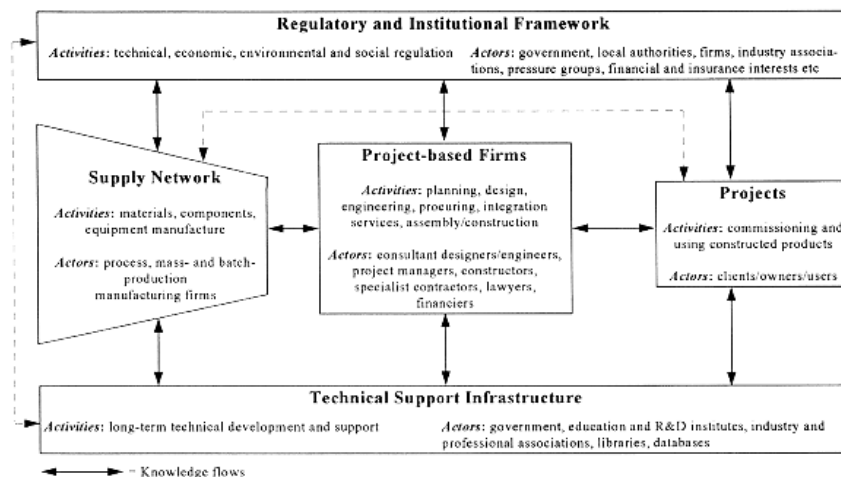 Regulatory and Institutional Framework
Activities: technical, economic, environmental and social regulation
Actors: government, local authorities, firms, industry associa-
tions, pressure groups, financial and insurance interests etc
Supply Network
Activities: materials, components,
equipment manufacture
Actors: process, mass- and batch-
production
manufacturing firms
Project-based Firms
Activities: planning, design,
engineering, procuring, integration
services, assembly/construction
Actors: consultant designers/engineers,
project managers, constructors,
specialist contractors, lawyers,
financiers
Projects
Activities: commissioning and
using constructed products
Actors: clients/owners/users
Technical Support Infrastructure
Activities: long-term technical development and support
Actors: government, education and R&D institutes, industry and
professional associations, libraries, databases
= Knowledge flows